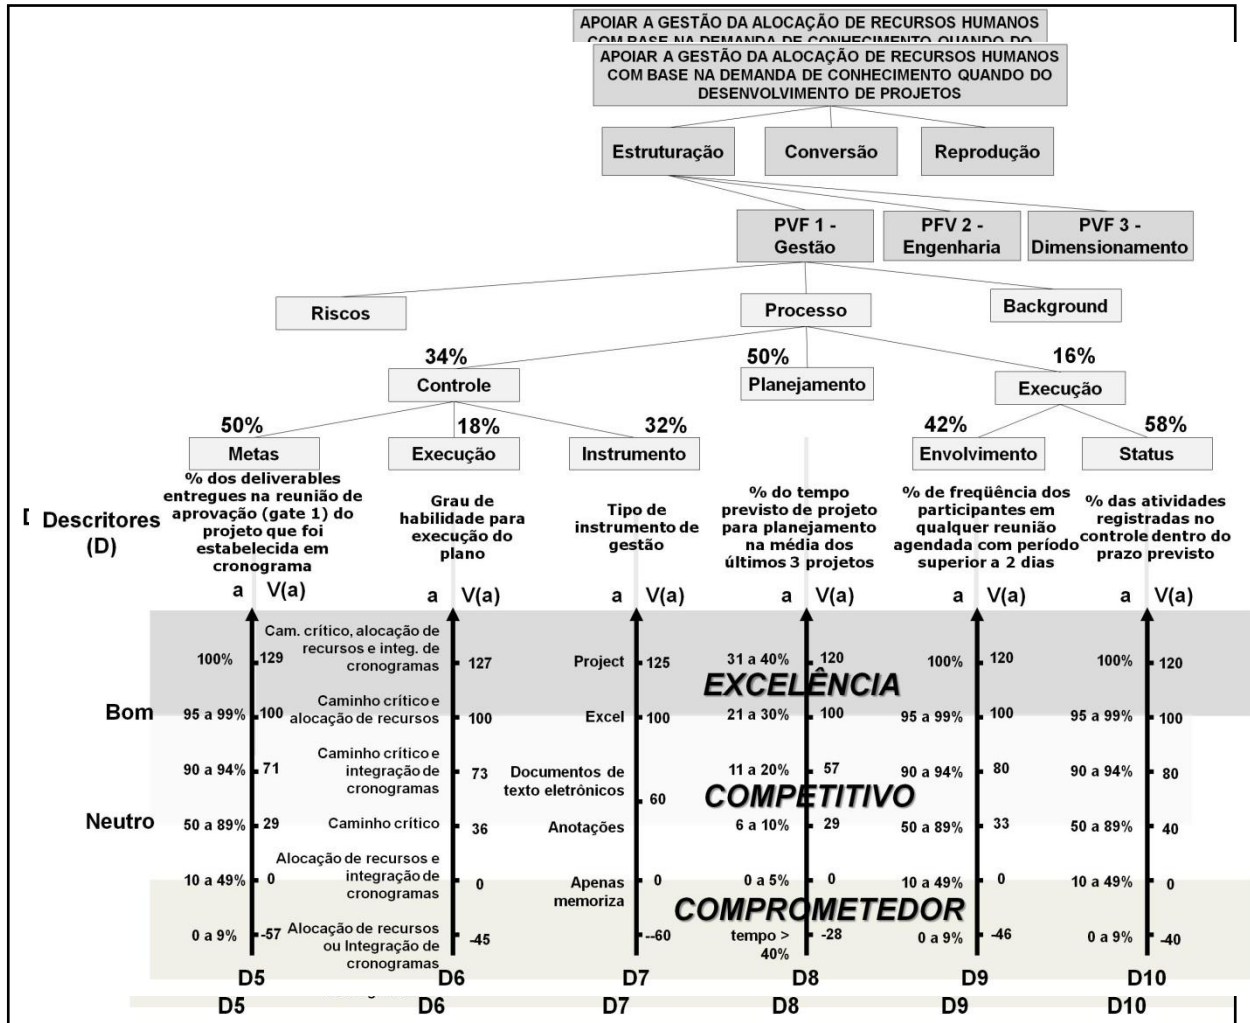 APOIAR A GESTÃO DA ALOCAÇÃO DE RECURSOS HUMANOS
COM BASE NA DEMANDA DE CONHECIMENTO QUANDO DO
APOIAR A GESTÃO DA ALOCAÇÃO DE RECURSOS HUMANOS
COM BASE NA DEMANDA DE CONHECIMENTO QUANDO DO
DESENVOLVIMENTO DE PROJETOS
Estruturação
Conversão
Reprodução
PVF 1 -
Gestão
PFV 2 -
Engenharia
PVF 3 -
Dimensionamento
Riscos
Processo
Background
34%
50%
16%
Controle
Planejamento
Execução
50%
18%
32%
42%
58%
Metas
Execução
Instrumento
Envolvimento
Status
Descritores
(D)
% dos deliverables
entregues na reunião de
aprovação (gate 1) do
projeto que foi
estabelecida em
cronograma
Grau de
habilidade para
execução do
plano
Tipo de
instrumento de
gestão
% do tempo
previsto de projeto
para planejamento
na média dos
últimos 3 projetos
% de freqüência dos
participantes em
qualquer reunião
agendada com período
superior a 2 dias
% das atividades
registradas no
controle dentro do
prazo previsto
a V(a)
a V(a)
a V(a)
a V(a)
a V(a)
a V(a)
Bom
Neutro
100% 129
95 a 99% 100
90 a 94% 71
50 a 89% 29
10 a 49% 0
0 a 9% -57
D5
Cam. crítico, alocação de
recursos e integ. de
cronogramas
127
Caminho crítico e
alocação de recursos
100
Caminho crítico e
integração de
cronogramas
73
Caminho crítico 36
Alocação de recursos e
integração de
cronogramas
0
Alocação de recursos
ou Integração de
cronogramas
-45
D6
Project 125
Excel 100
Documentos de
texto eletrônicos
60
Anotações
Apenas
memoriza
0
--60
D7
31 a 40% 120
EXCELÊNCIA
21 a 30% 100
11 a 20% 57
COMPETITIVO
6 a 10% 29
0 a 5% 0
COMPROMETEDOR
tempo >
40%
-28
D8
100% 120
95 a 99% 100
90 a 94% 80
50 a 89% 33
10 a 49% 0
0 a 9% -46
D9
100% 120
95 a 99% 100
90 a 94% 80
50 a 89% 40
10 a 49% 0
0 a 9% -40
D10
D5 D6 D7 D8 D9 D10